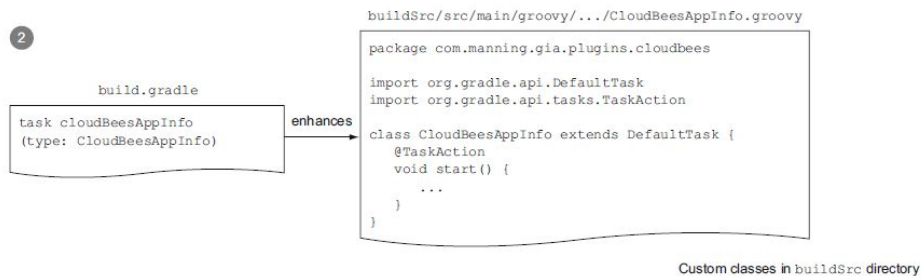 2
build.gradle
task cloudBeesAppInfo
(type: CloudBeesAppInfo)
enhances
buildSrc/src/main/groovy/.../CloudBeesAppInfo.groovy
package com.manning.gia.plugins.cloudbees
import org.gradle.api.DefaultTask
import org.gradle.api.tasks.TaskAction
class CloudBeesAppInfo extends DefaultTask {
@TaskAction
void start() {
...
}
}
Custom classes in buildSrc directory